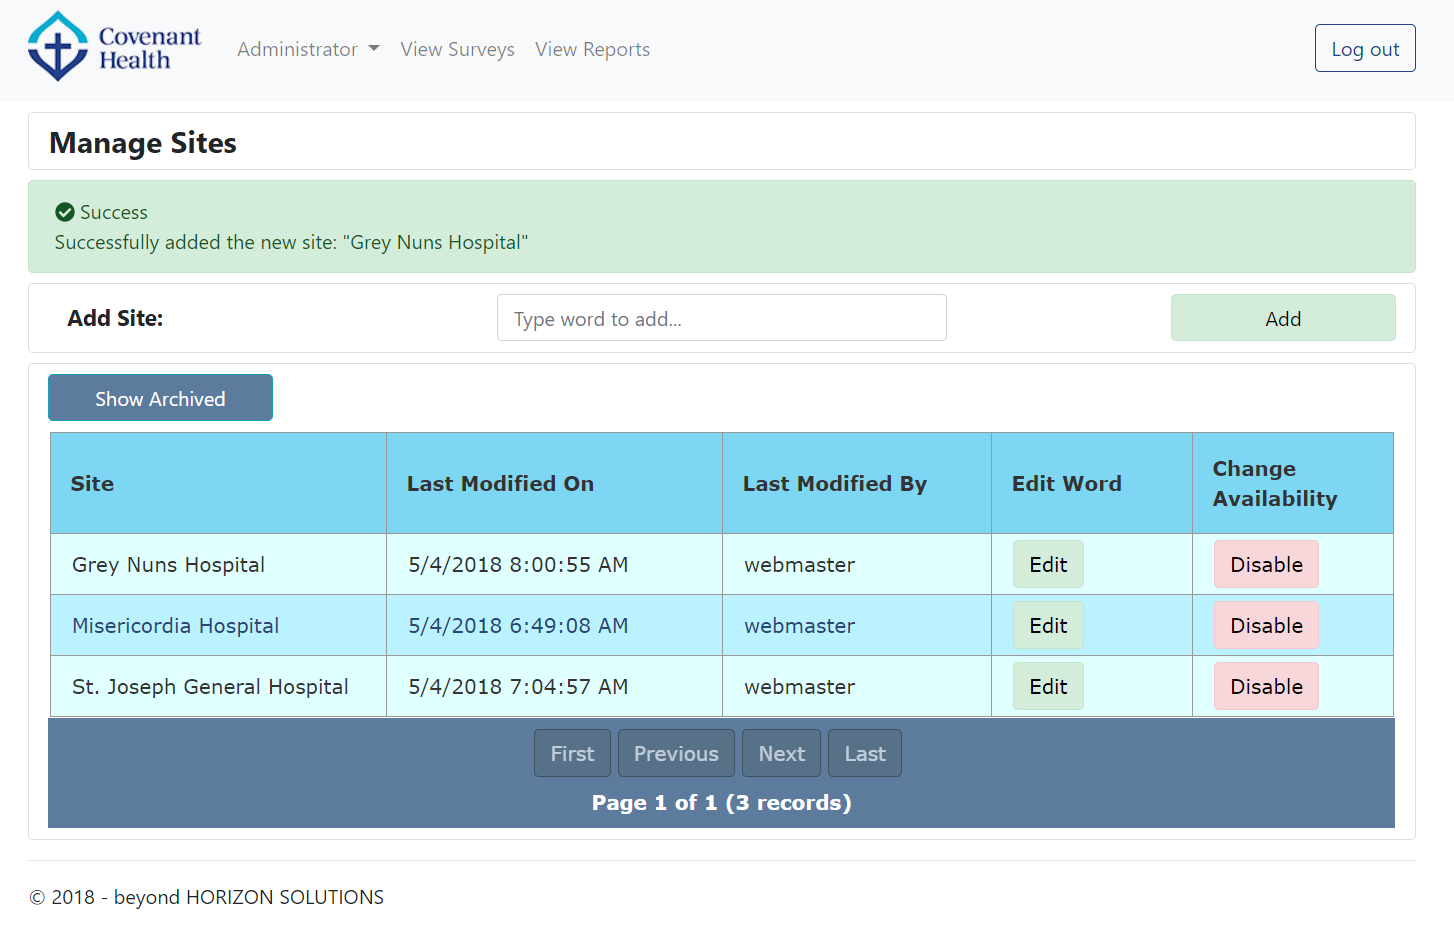 Covenant
Health
Administrator
View Surveys
View Reports
Log out
Manage Sites
Success
Successfully added the new site: "Grey Nuns Hospital"
Add Site:
Type word to add...
Add
Show Archived
Site
Last Modified On
Last Modified By
Edit Word
Change
Availability
Grey Nuns Hospital
5/4/2018 8:00:55 AM
webmaster
Edit
Disable
Misericordia Hospital
5/4/2018 6:49:08 AM
webmaster
Edit
Disable
St. Joseph General Hospital
5/4/2018 7:04:57 AM
webmaster
Edit
Disable
First
Previous
Next
Last
Page 1 of 1 (3 records)
© 2018 - beyond HORIZON SOLUTIONS